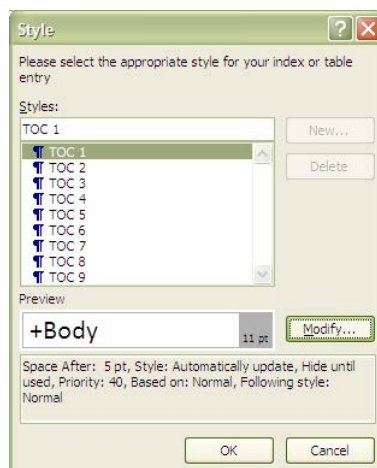 Style
Please select the appropriate style for your index or table
entry
Styles:
TOC 1
New...
¶ TOC 1
¶ TOC 2
¶ TOC 3
¶ TOC 4
¶ TOC 5
¶ TOC 6
¶ TOC 7
¶ TOC 8
¶ TOC 9
Delete
Preview
+Body
11 pt
Modify...
Space After: 5 pt, Style: Automatically update, Hide until
used, Priority: 40, Based on: Normal, Following style:
Normal
OK
Cancel